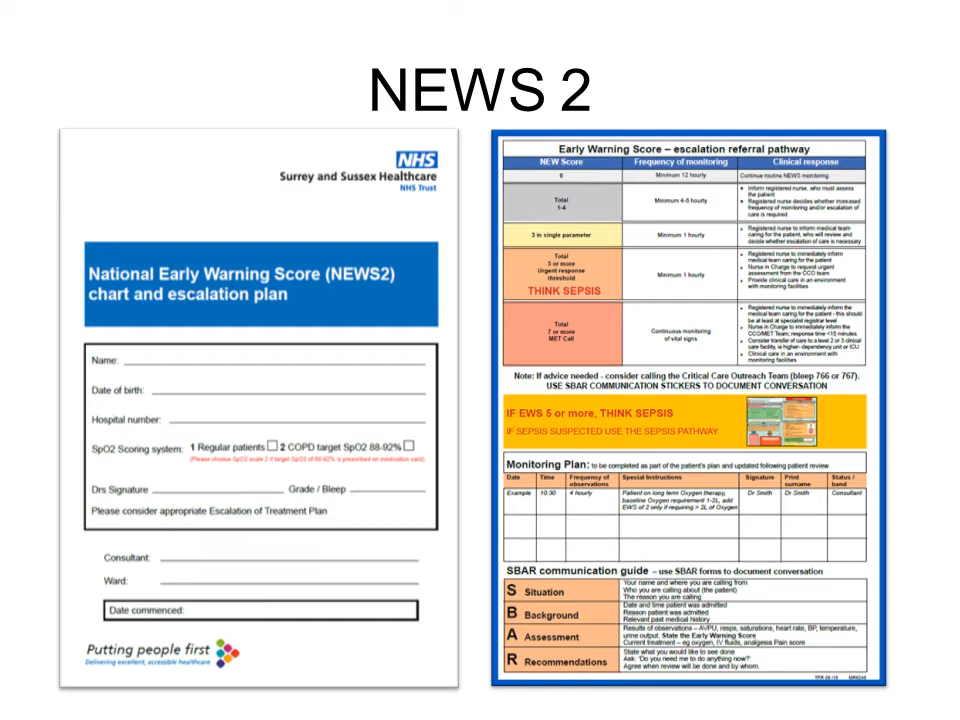 NEWS 2
NHS
Surrey and Sussex Healthcare
NHS Trust
National Early Warning Score (NEWS2)
chart and escalation plan
Name:
Date of birth:
Hospital number:
SpO2 Scoring system: 1 Regular patients 2 COPD target SpO2 88-92%
(Please choose SpO2 scale 2 if target SpO2 of 88-92% is prescribed on medication card)
Drs Signature Grade / Bleep
Please consider appropriate Escalation of Treatment Plan
Consultant:
Ward:
Date commenced:
Putting people first
Delivering excellent, accessible healthcare
Early Warning Score – escalation referral pathway
NEW Score Frequency of monitoring Clinical response
0 Minimum 12 hourly Continue routine NEWS monitoring
Total
1-4
Minimum 4-6 hourly
• Inform registered nurse, who must assess
the patient
• Registered nurse decides whether increased
frequency of monitoring and/or escalation of
care is required
3 in single parameter
Minimum 1 hourly
• Registered nurse to inform medical team
caring for the patient, who will review and
decide whether escalation of care is necessary
Total
5 or more
Urgent response
threshold
THINK SEPSIS
Minimum 1 hourly
• Registered nurse to immediately inform
medical team caring for the patient
• Nurse in Charge to request urgent
assessment from the CCO team
• Provide clinical care in an environment
with monitoring facilities
Total
7 or more
MET Call
Continuous monitoring
of vital signs
• Registered nurse to immediately inform the
medical team caring for the patient - this should
be at least at specialist registrar level
• Nurse in Charge to immediately inform the
CCO/MET Team; response time <15 minutes
• Consider transfer of care to a level 2 or 3 clinical
care facility, ie higher- dependency unit or ICU
• Clinical care in an environment with
monitoring facilities
Note: If advice needed - consider calling the Critical Care Outreach Team (bleep 766 or 767).
USE SBAR COMMUNICATION STICKERS TO DOCUMENT CONVERSATION
IF EWS 5 or more, THINK SEPSIS
IF SEPSIS SUSPECTED USE THE SEPSIS PATHWAY
Monitoring Plan: to be completed as part of the patient's plan and updated following patient review
Date Time Frequency of observations Special Instructions Signature Print surname Status / band
Example 10:30 4 hourly Patient on long term Oxygen therapy,
baseline Oxygen requirement 1-2L, add
EWS of 2 only if requiring > 2L of Oxygen
Dr Smith Dr Smith Consultant
SBAR communication guide – use SBAR forms to document conversation
S Situation
Your name and where you are calling from
Who you are calling about (the patient)
The reason you are calling
B Background
Date and time patient was admitted
Reason patient was admitted
Relevant past medical history
A Assessment
Results of observations – AVPU, resps, saturations, heart rate, BP, temperature,
urine output. State the Early Warning Score
Current treatment – eg oxygen, IV fluids, analgesia Pain score
R Recommendations
State what you would like to see done
Ask: 'Do you need me to do anything now?'
Agree when review will be done and by whom.